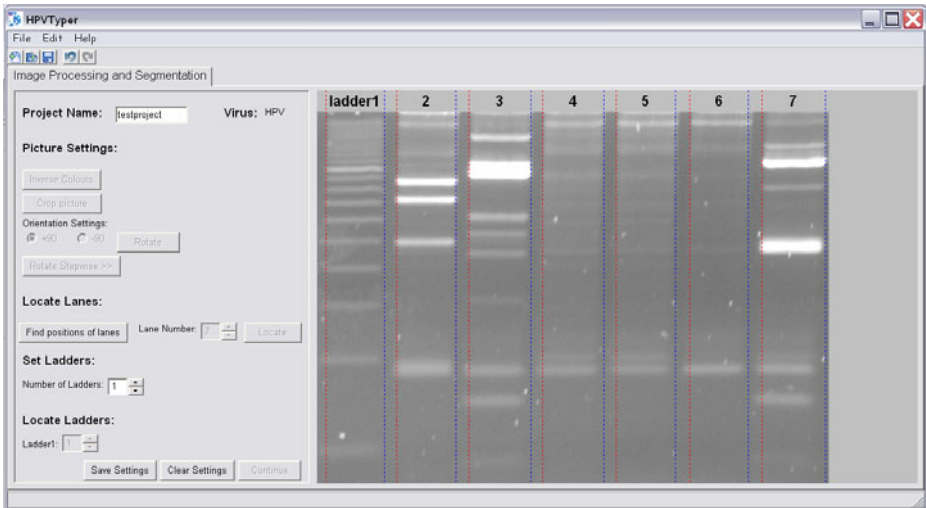 HPVTyper
File Edit Help
Image Processing and Segmentation
Project Name: testproject Virus: HPV
Picture Settings:
Inverse Colours
Crop picture
Orientation Settings:
+90 -90 Rotate
Rotate Stepwise >>
Locate Lanes:
Find positions of lanes Lane Number: 7 Locate
Set Ladders:
Number of Ladders: 1
Locate Ladders:
Ladder1: 1
Save Settings Clear Settings Continue
ladder1 2 3 4 5 6 7